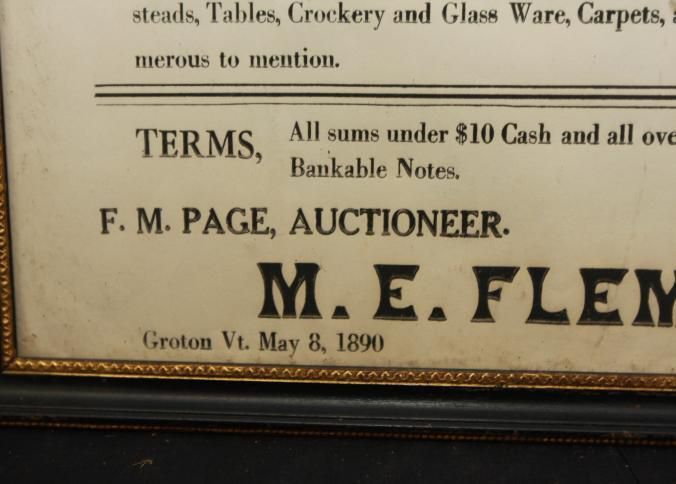 steads, Tables, Crockery and Glass Ware, Carpets,
merous to mention.
TERMS, All sums under $10 Cash and all ove
Bankable Notes.
F. M. PAGE, AUCTIONEER.
M. E. FLEM
Groton Vt. May 8, 1890